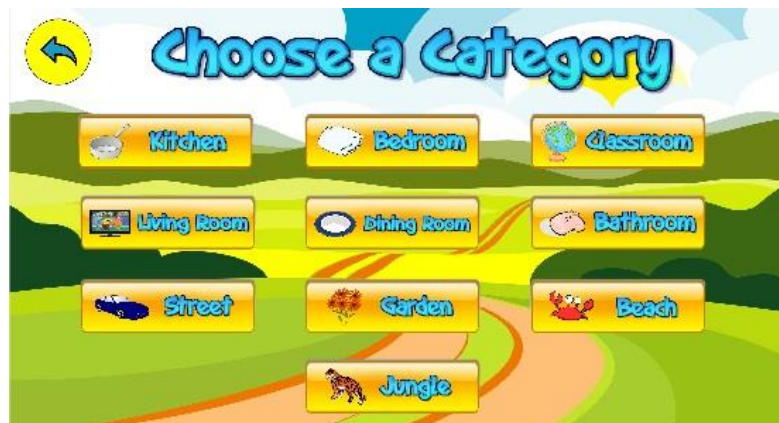 Choose a Category
Kitchen
Bedroom
Classroom
Living Room
Dining Room
Bathroom
Street
Garden
Beach
Jungle